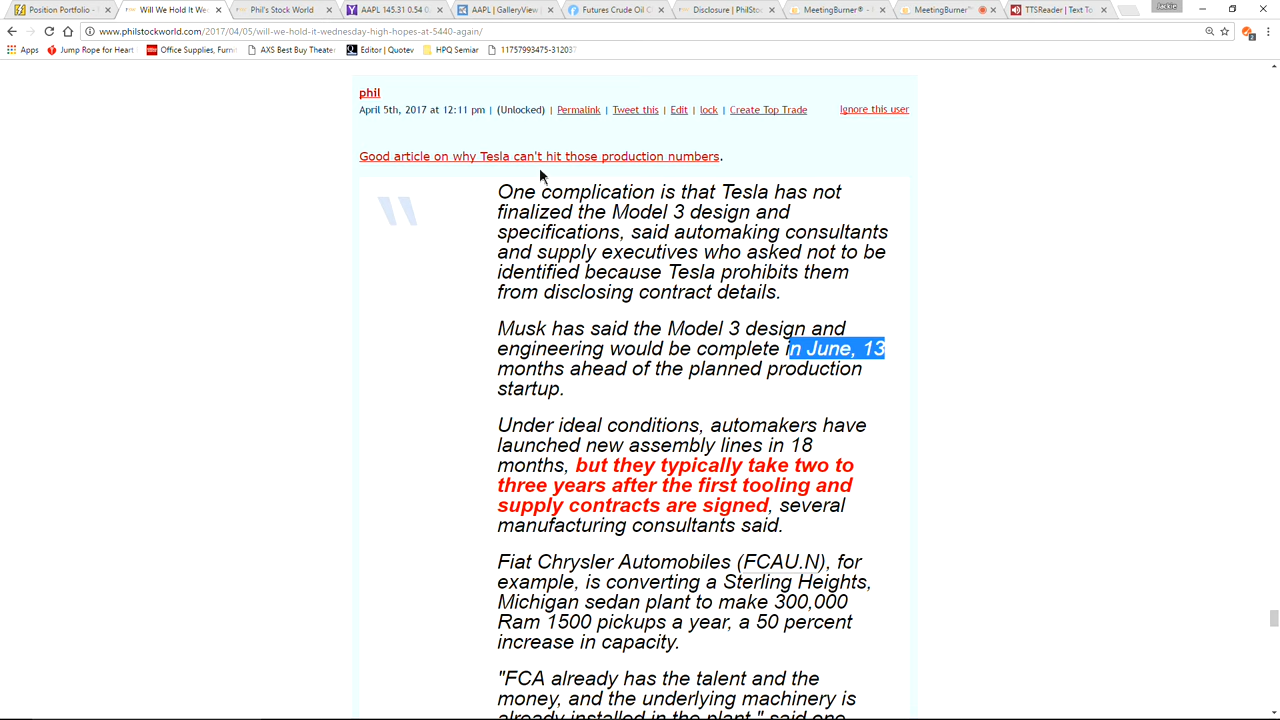 Position Portfolio -
Will We Hold It We
Phil's Stock World
AAPL 145.31 0.54 0.
AAPL | GalleryView |
Futures Crude Oil C
Disclosure | PhilSto
MeetingBurner® - I
MeetingBurner
TTSReader | Text To
Jackie
www.philstockworld.com/2017/04/05/will-we-hold-it-wednesday-high-hopes-at-5440-again/
Apps
Jump Rope for Heart
Office Supplies, Furni
AXS Best Buy Theater
Editor | Quotev
HPQ Semiar
11757993475-312037
phil
April 5th, 2017 at 12:11 pm | (Unlocked) | Permalink | Tweet this | Edit | lock | Create Top Trade
Ignore this user
Good article on why Tesla can't hit those production numbers.
One complication is that Tesla has not
finalized the Model 3 design and
specifications, said automaking consultants
and supply executives who asked not to be
identified because Tesla prohibits them
from disclosing contract details.
Musk has said the Model 3 design and
engineering would be complete in June, 13
months ahead of the planned production
startup.
Under ideal conditions, automakers have
launched new assembly lines in 18
months, but they typically take two to
three years after the first tooling and
supply contracts are signed, several
manufacturing consultants said.
Fiat Chrysler Automobiles (FCAU.N), for
example, is converting a Sterling Heights,
Michigan sedan plant to make 300,000
Ram 1500 pickups a year, a 50 percent
increase in capacity.
"FCA already has the talent and the
money, and the underlying machinery is
already installed in the plant," said one